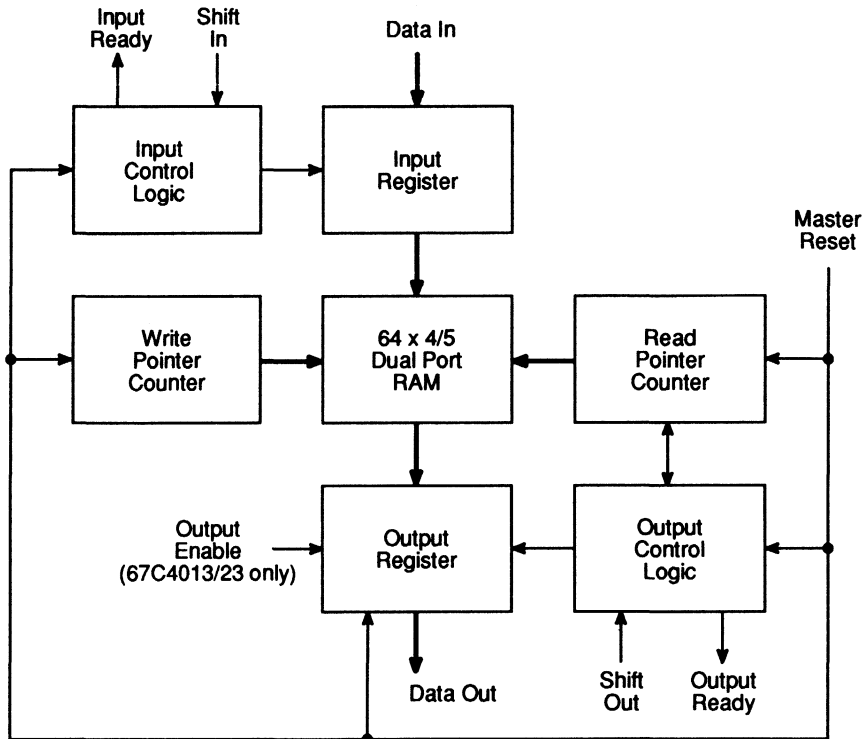 Input
Ready
Shift
In
Data In
Input
Control
Logic
Input
Register
Master
Reset
Write
Pointer
Counter
64 x 4/5
Dual Port
RAM
Read
Pointer
Counter
Output
Enable
(67C4013/23 only)
Output
Register
Output
Control
Logic
Data Out
Shift
Out
Output
Ready